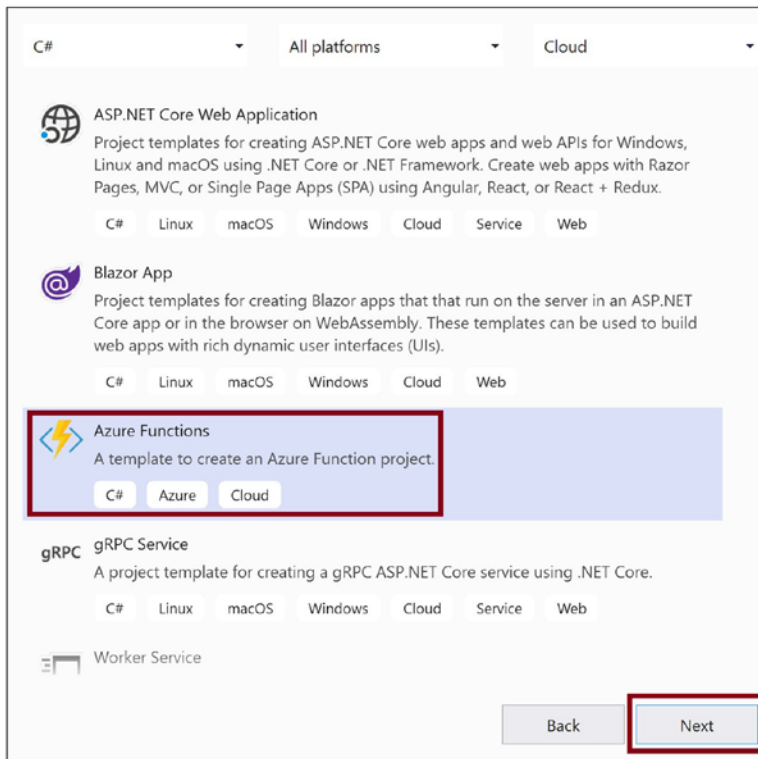 C# All platforms Cloud
ASP.NET Core Web Application
Project templates for creating ASP.NET Core web apps and web APIs for Windows,
Linux and macOS using .NET Core or .NET Framework. Create web apps with Razor
Pages, MVC, or Single Page Apps (SPA) using Angular, React, or React + Redux.
C# Linux macOS Windows Cloud Service Web
Blazor App
Project templates for creating Blazor apps that that run on the server in an ASP.NET
Core app or in the browser on WebAssembly. These templates can be used to build
web apps with rich dynamic user interfaces (UIs).
C# Linux macOS Windows Cloud Web
Azure Functions
A template to create an Azure Function project.
C# Azure Cloud
gRPC gRPC Service
A project template for creating a gRPC ASP.NET Core service using .NET Core.
C# Linux macOS Windows Cloud Service Web
Worker Service
Back Next